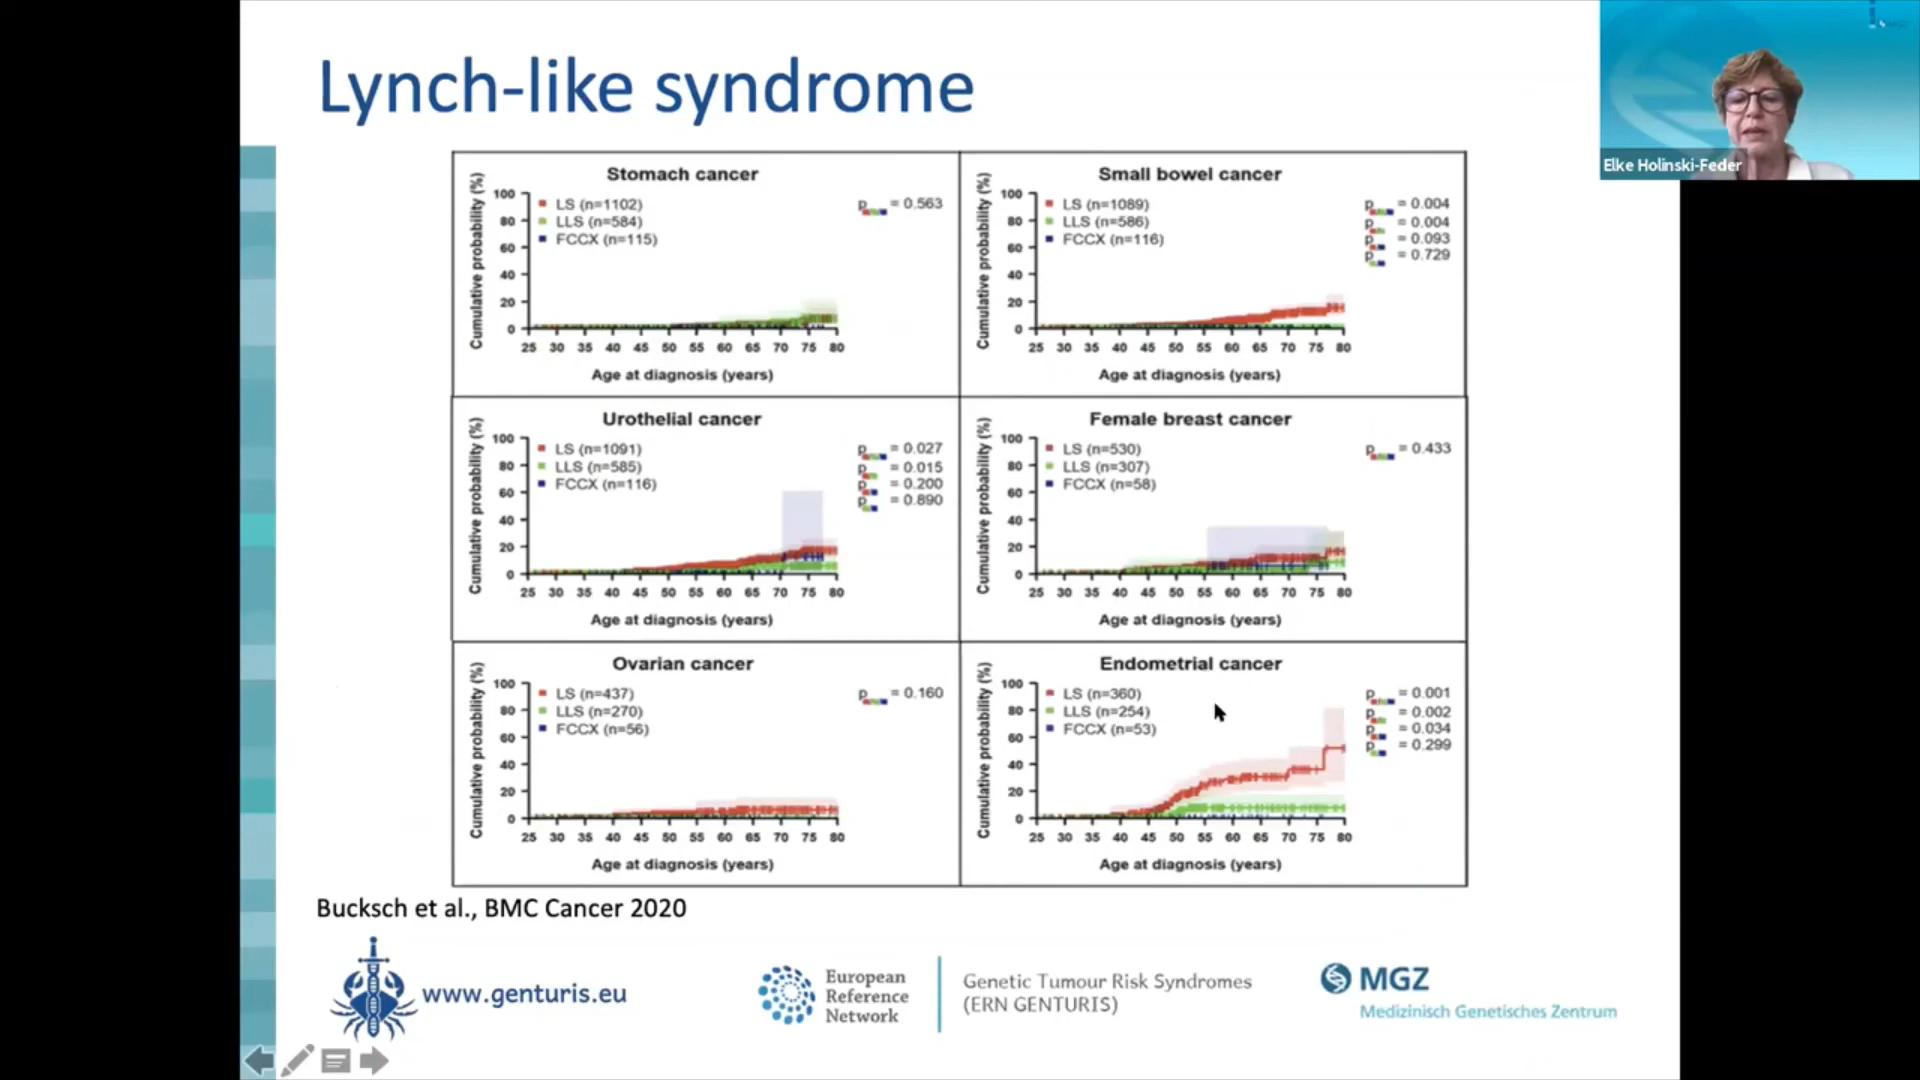 Lynch-like syndrome
Elke Holinski-Feder
Stomach cancer
Cumulative probability (%)
100
80
60
40
20
0
LS (n=1102)
LLS (n=584)
FCCX (n=115)
p = 0.563
25 30 35 40 45 50 55 60 65 70 75 80
Age at diagnosis (years)
Small bowel cancer
Cumulative probability (%)
100
80
60
40
20
0
LS (n=1089)
LLS (n=586)
FCCX (n=116)
p = 0.004
p = 0.004
p = 0.093
p = 0.729
25 30 35 40 45 50 55 60 65 70 75 80
Age at diagnosis (years)
Urothelial cancer
Cumulative probability (%)
100
80
60
40
20
0
LS (n=1091)
LLS (n=585)
FCCX (n=116)
p = 0.027
p = 0.015
p = 0.200
p = 0.890
25 30 35 40 45 50 55 60 65 70 75 80
Age at diagnosis (years)
Female breast cancer
Cumulative probability (%)
100
80
60
40
20
0
LS (n=530)
LLS (n=307)
FCCX (n=58)
p = 0.433
25 30 35 40 45 50 55 60 65 70 75 80
Age at diagnosis (years)
Ovarian cancer
Cumulative probability (%)
100
80
60
40
20
0
LS (n=437)
LLS (n=270)
FCCX (n=56)
p = 0.160
25 30 35 40 45 50 55 60 65 70 75 80
Age at diagnosis (years)
Endometrial cancer
Cumulative probability (%)
100
80
60
40
20
0
LS (n=360)
LLS (n=254)
FCCX (n=53)
p = 0.001
p = 0.002
p = 0.034
p = 0.299
25 30 35 40 45 50 55 60 65 70 75 80
Age at diagnosis (years)
Bucksch et al., BMC Cancer 2020
www.genturis.eu
European
Reference
Network
Genetic Tumour Risk Syndromes
(ERN GENTURIS)
MGZ
Medizinisch Genetisches Zentrum